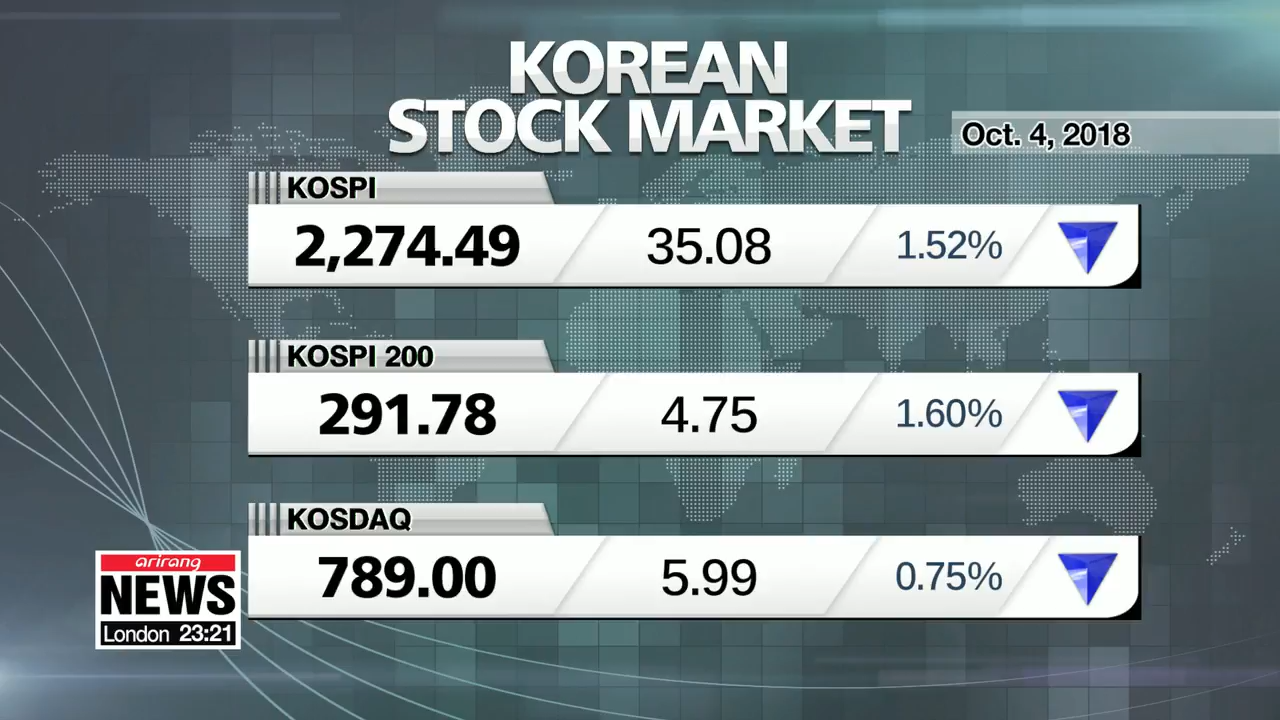 KOREAN
STOCK MARKET
Oct. 4, 2018
KOSPI
2,274.49 35.08 1.52%
KOSPI 200
291.78 4.75 1.60%
KOSDAQ
789.00 5.99 0.75%
arirang
NEWS
London 23:21